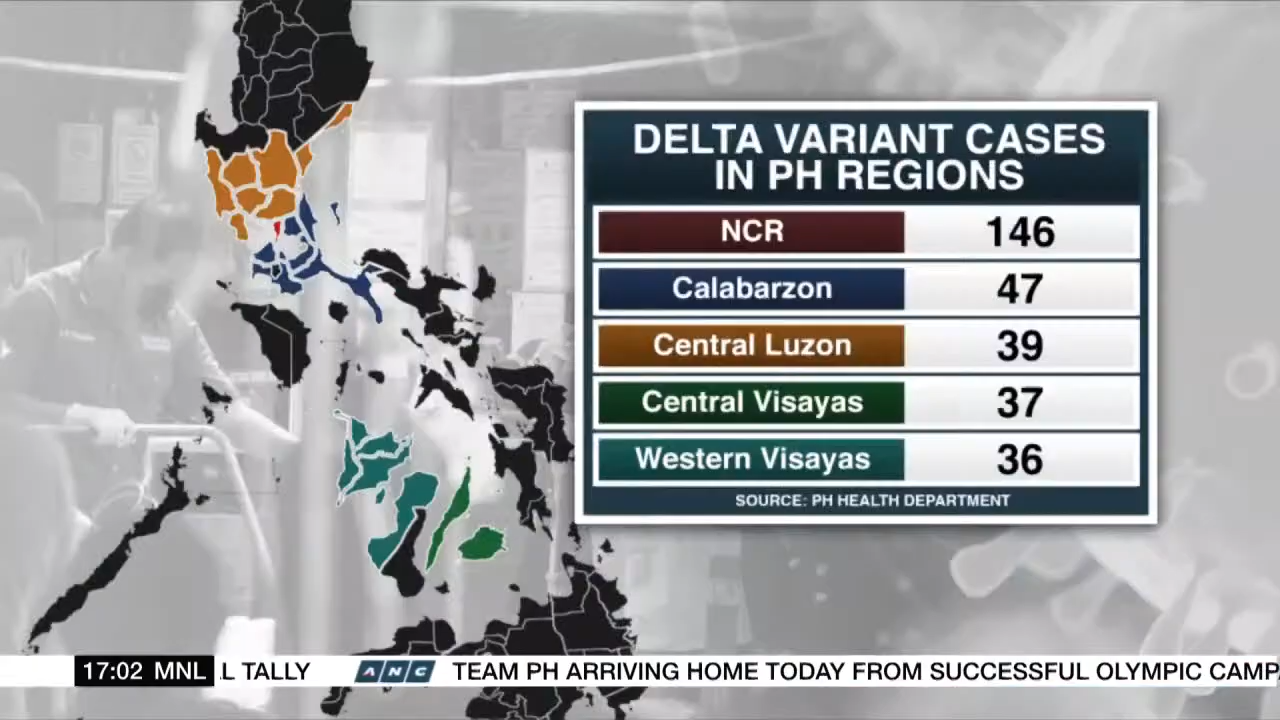 DELTA VARIANT CASES
IN PH REGIONS
NCR 146
Calabarzon 47
Central Luzon 39
Central Visayas 37
Western Visayas 36
SOURCE: PH HEALTH DEPARTMENT
17:02 MNL L TALLY ANC TEAM PH ARRIVING HOME TODAY FROM SUCCESSFUL OLYMPIC CAMPA